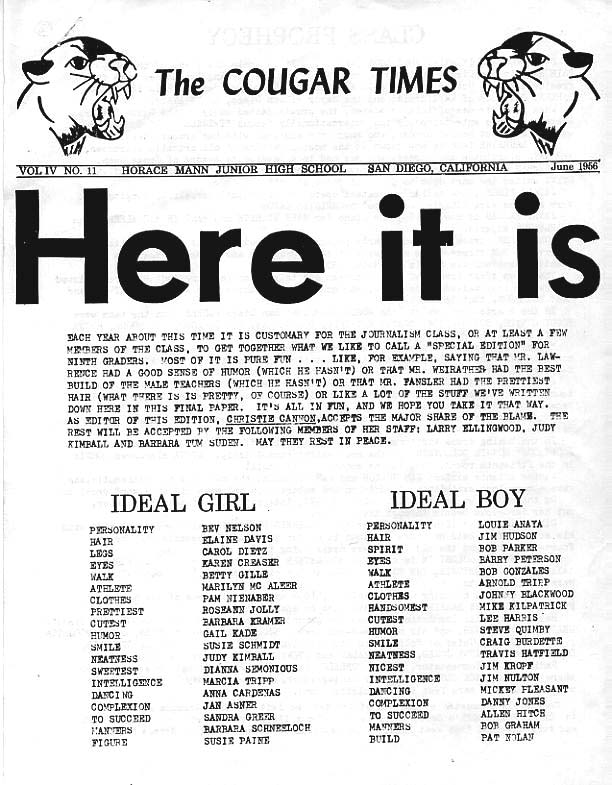 The COUGAR TIMES
VOL IV NO. 11 HORACE MANN JUNIOR HIGH SCHOOL SAN DIEGO, CALIFORNIA June 1956
Here it is
EACH YEAR ABOUT THIS TIME IT IS CUSTOMARY FOR THE JOURNALISM CLASS, OR AT LEAST A FEW
MEMBERS OF THE CLASS, TO GET TOGETHER WHAT WE LIKE TO CALL A "SPECIAL EDITION" FOR
NINTH GRADERS. MOST OF IT IS PURE FUN . . . LIKE, FOR EXAMPLE, SAYING THAT MR. LAW-
RENCE HAD A GOOD SENSE OF HUMOR (WHICH HE HASN'T) OR THAT MR. WEIRATHER HAD THE BEST
BUILD OF THE MALE TEACHERS (WHICH HE HASN'T) OR THAT MR. FANSLER HAD THE PRETTIEST
HAIR (WHAT THERE IS IS PRETTY, OF COURSE) OR LIKE A LOT OF THE STUFF WE'VE WRITTEN
DOWN HERE IN THIS FINAL PAPER. IT'S ALL IN FUN, AND WE HOPE YOU TAKE IT THAT WAY.
AS EDITOR OF THIS EDITION, CHRISTIE CANNON, ACCEPTS THE MAJOR SHARE OF THE BLAME. THE
REST WILL BE ACCEPTED BY THE FOLLOWING MEMBERS OF HER STAFF: LARRY ELLINGWOOD, JUDY
KIMBALL AND BARBARA TUM SUDEN. MAY THEY REST IN PEACE.
IDEAL GIRL
PERSONALITY BEV NELSON
HAIR ELAINE DAVIS
LEGS CAROL DIETZ
EYES KAREN CREASER
WALK BETTY GILLE
ATHLETE MARILYN MC ALEER
CLOTHES PAM NIENABER
PRETTIEST ROSEANN JOLLY
CUTEST BARBARA KRAMER
HUMOR GAIL KADE
SMILE SUSIE SCHMIDT
NEATNESS JUDY KIMBALL
SWEETEST DIANNA SEMONIOUS
INTELLIGENCE MARCIA TRIPP
DANCING ANNA CARDENAS
COMPLEXION JAN ASNER
TO SUCCEED SANDRA GREER
MANNERS BARBARA SCHNEELOCH
FIGURE SUSIE PAINE
IDEAL BOY
PERSONALITY LOUIE ANAYA
HAIR JIM HUDSON
SPIRIT BOB PARKER
EYES BARRY PETERSON
WALK BOB GONZALES
ATHLETE ARNOLD TRIPP
CLOTHES JOHNNY BLACKWOOD
HANDSOMEST MIKE KILPATRICK
CUTEST LEE HARRIS
HUMOR STEVE QUIMBY
SMILE CRAIG BURDETTE
NEATNESS TRAVIS HATFIELD
NICEST JIM KROPF
INTELLIGENCE JIM NULTON
DANCING MICKEY PLEASANT
COMPLEXION DANNY JONES
TO SUCCEED ALLEN HITCH
MANNERS BOB GRAHAM
BUILD PAT NOLAN